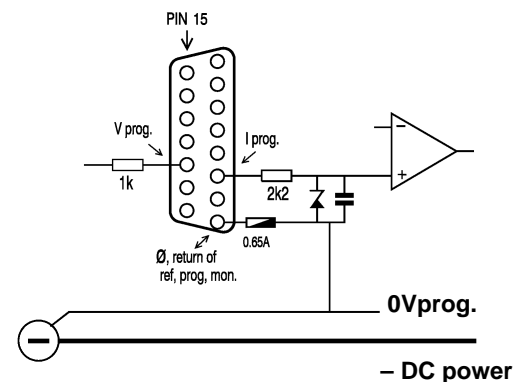 PIN 15
V prog.
I prog.
1k
2k2
–
+
0.65A
Ø, return of
ref, prog, mon.
0Vprog.
–
– DC power